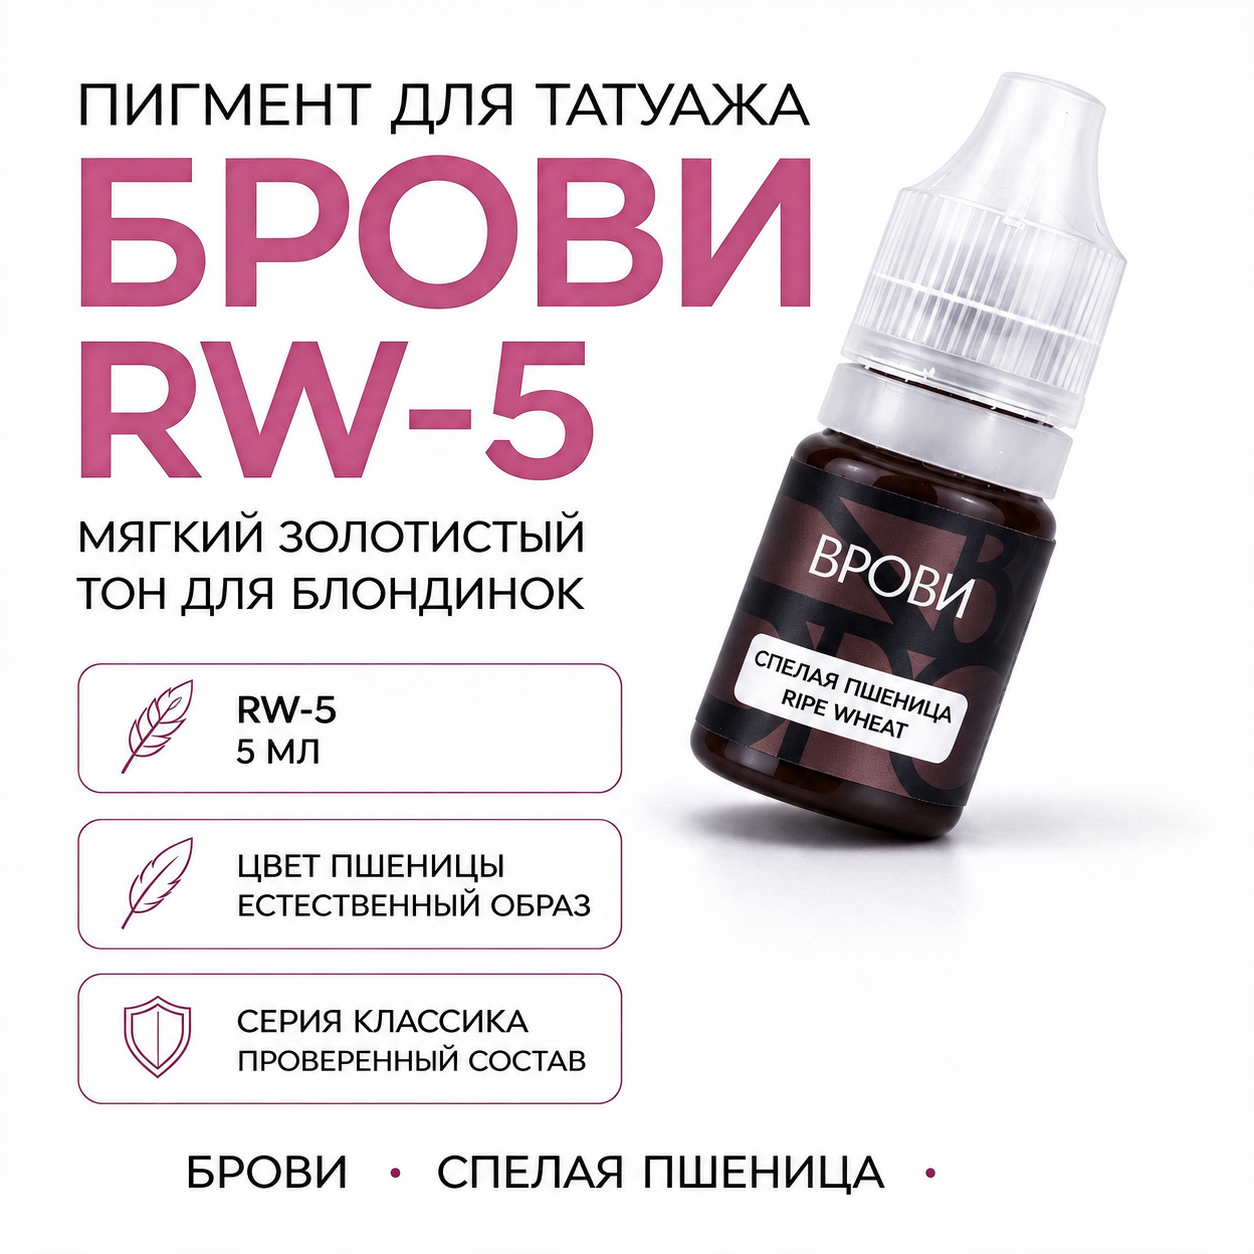 ПИГМЕНТ ДЛЯ ТАТУАЖА
БРОВИ
RW-5
МЯГКИЙ ЗОЛОТИСТЫЙ
ТОН ДЛЯ БЛОНДИНОК
RW-5
5 МЛ
ЦВЕТ ПШЕНИЦЫ
ЕСТЕСТВЕННЫЙ ОБРАЗ
СЕРИЯ КЛАССИКА
ПРОВЕРЕННЫЙ СОСТАВ
ВРОВИ
СПЕЛАЯ ПШЕНИЦА
RIPE WHEAT
БРОВИ • СПЕЛАЯ ПШЕНИЦА •